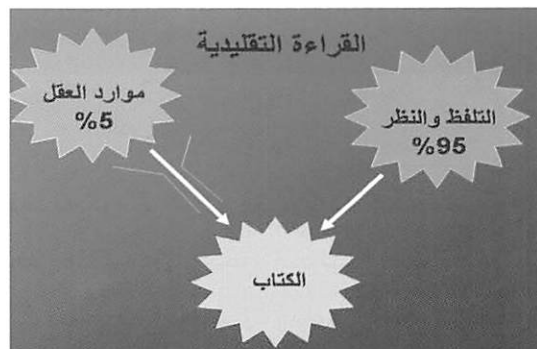 القراءة التقليدية
التلفظ والنظر
%95
موارد العقل
%5
الكتاب